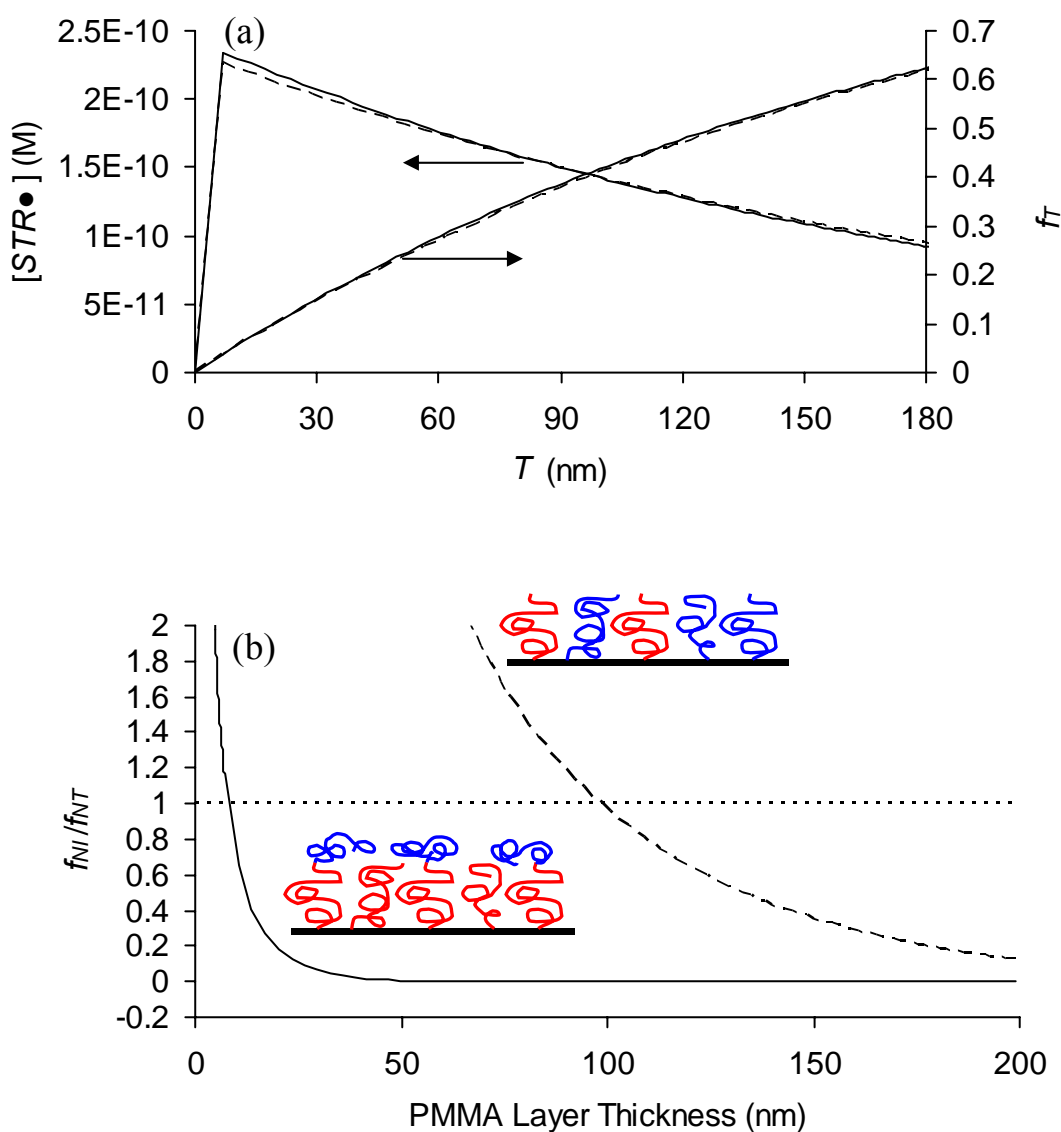 (a)
2.5E-10
2E-10
1.5E-10
1E-10
5E-11
0
[STR●] (M)
0.7
0.6
0.5
0.4
0.3
0.2
0.1
0
fT
0 30 60 90 120 150 180
T (nm)
(b)
2
1.8
1.6
1.4
1.2
1
0.8
0.6
0.4
0.2
0
-0.2
fNI/fNT
0 50 100 150 200
PMMA Layer Thickness (nm)